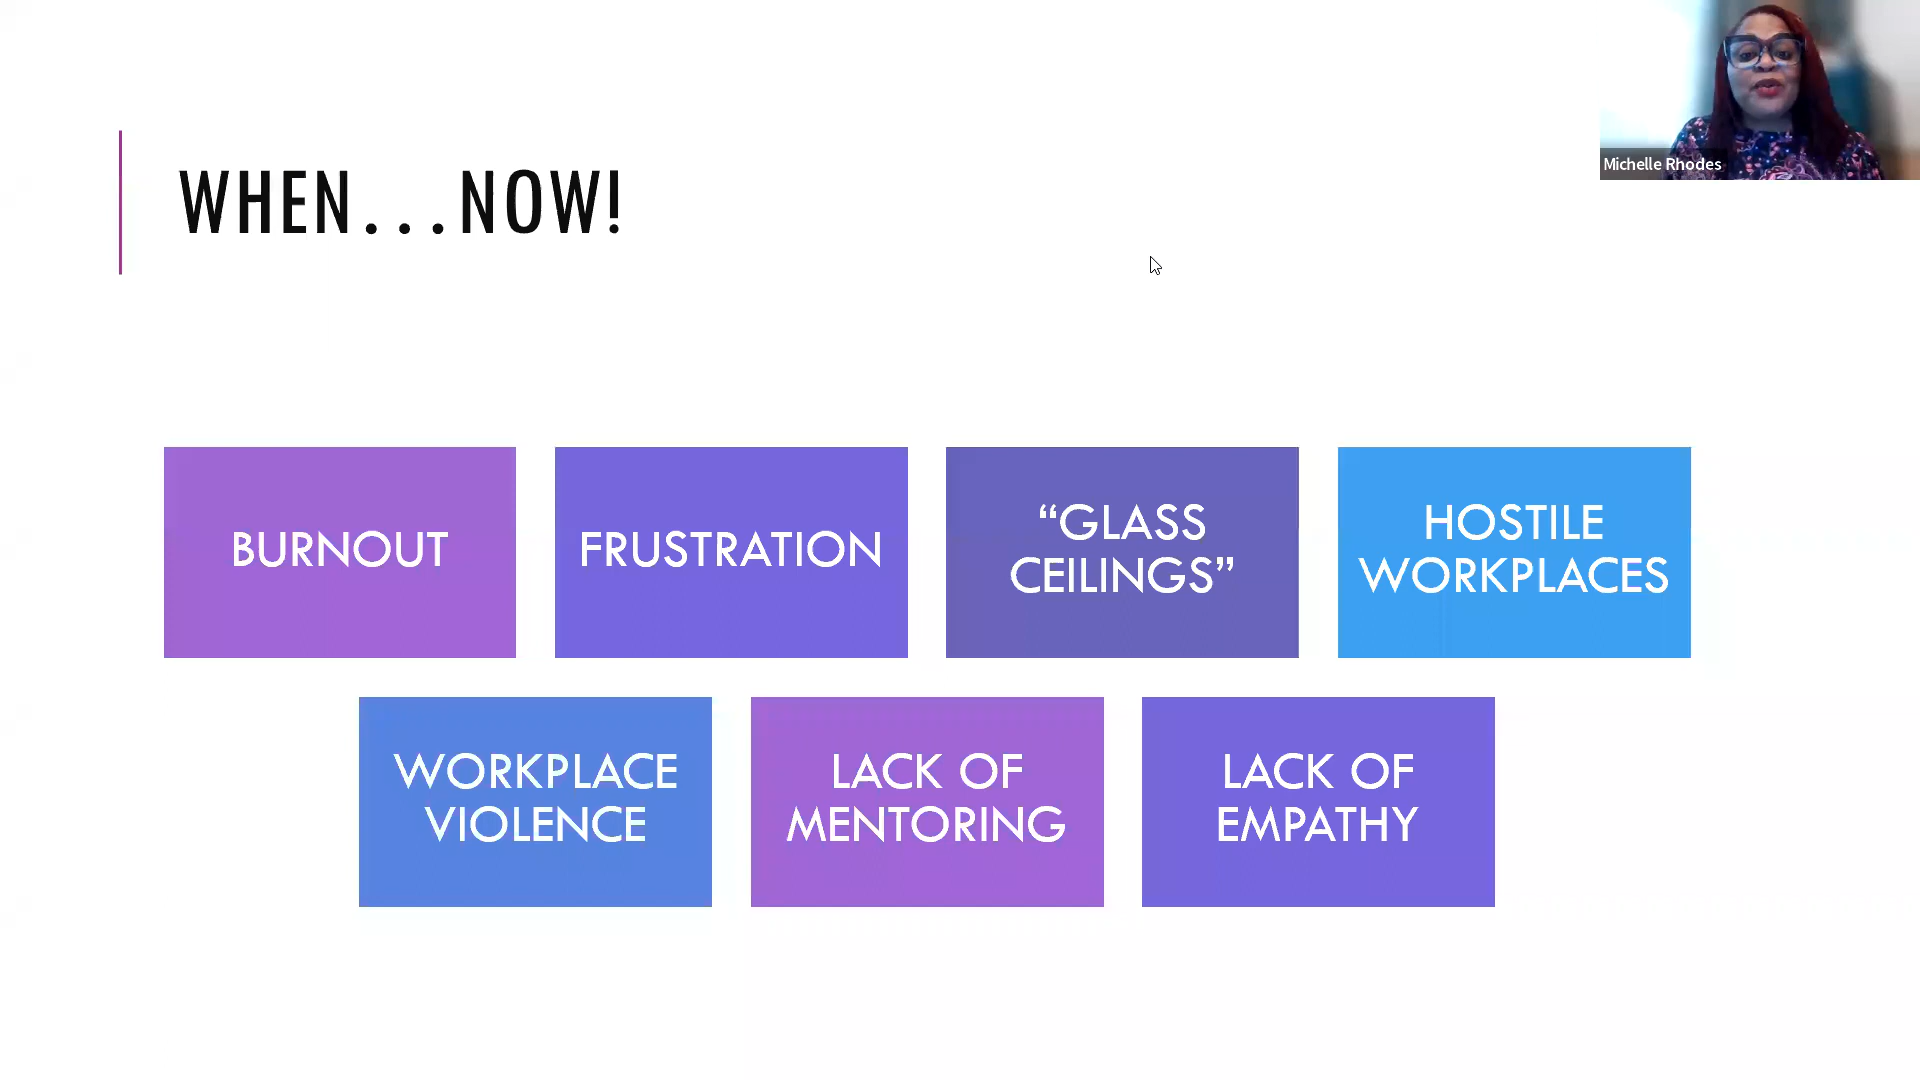 Michelle Rhodes
WHEN...NOW!
BURNOUT
FRUSTRATION
“GLASS
CEILINGS”
HOSTILE
WORKPLACES
WORKPLACE
VIOLENCE
LACK OF
MENTORING
LACK OF
EMPATHY